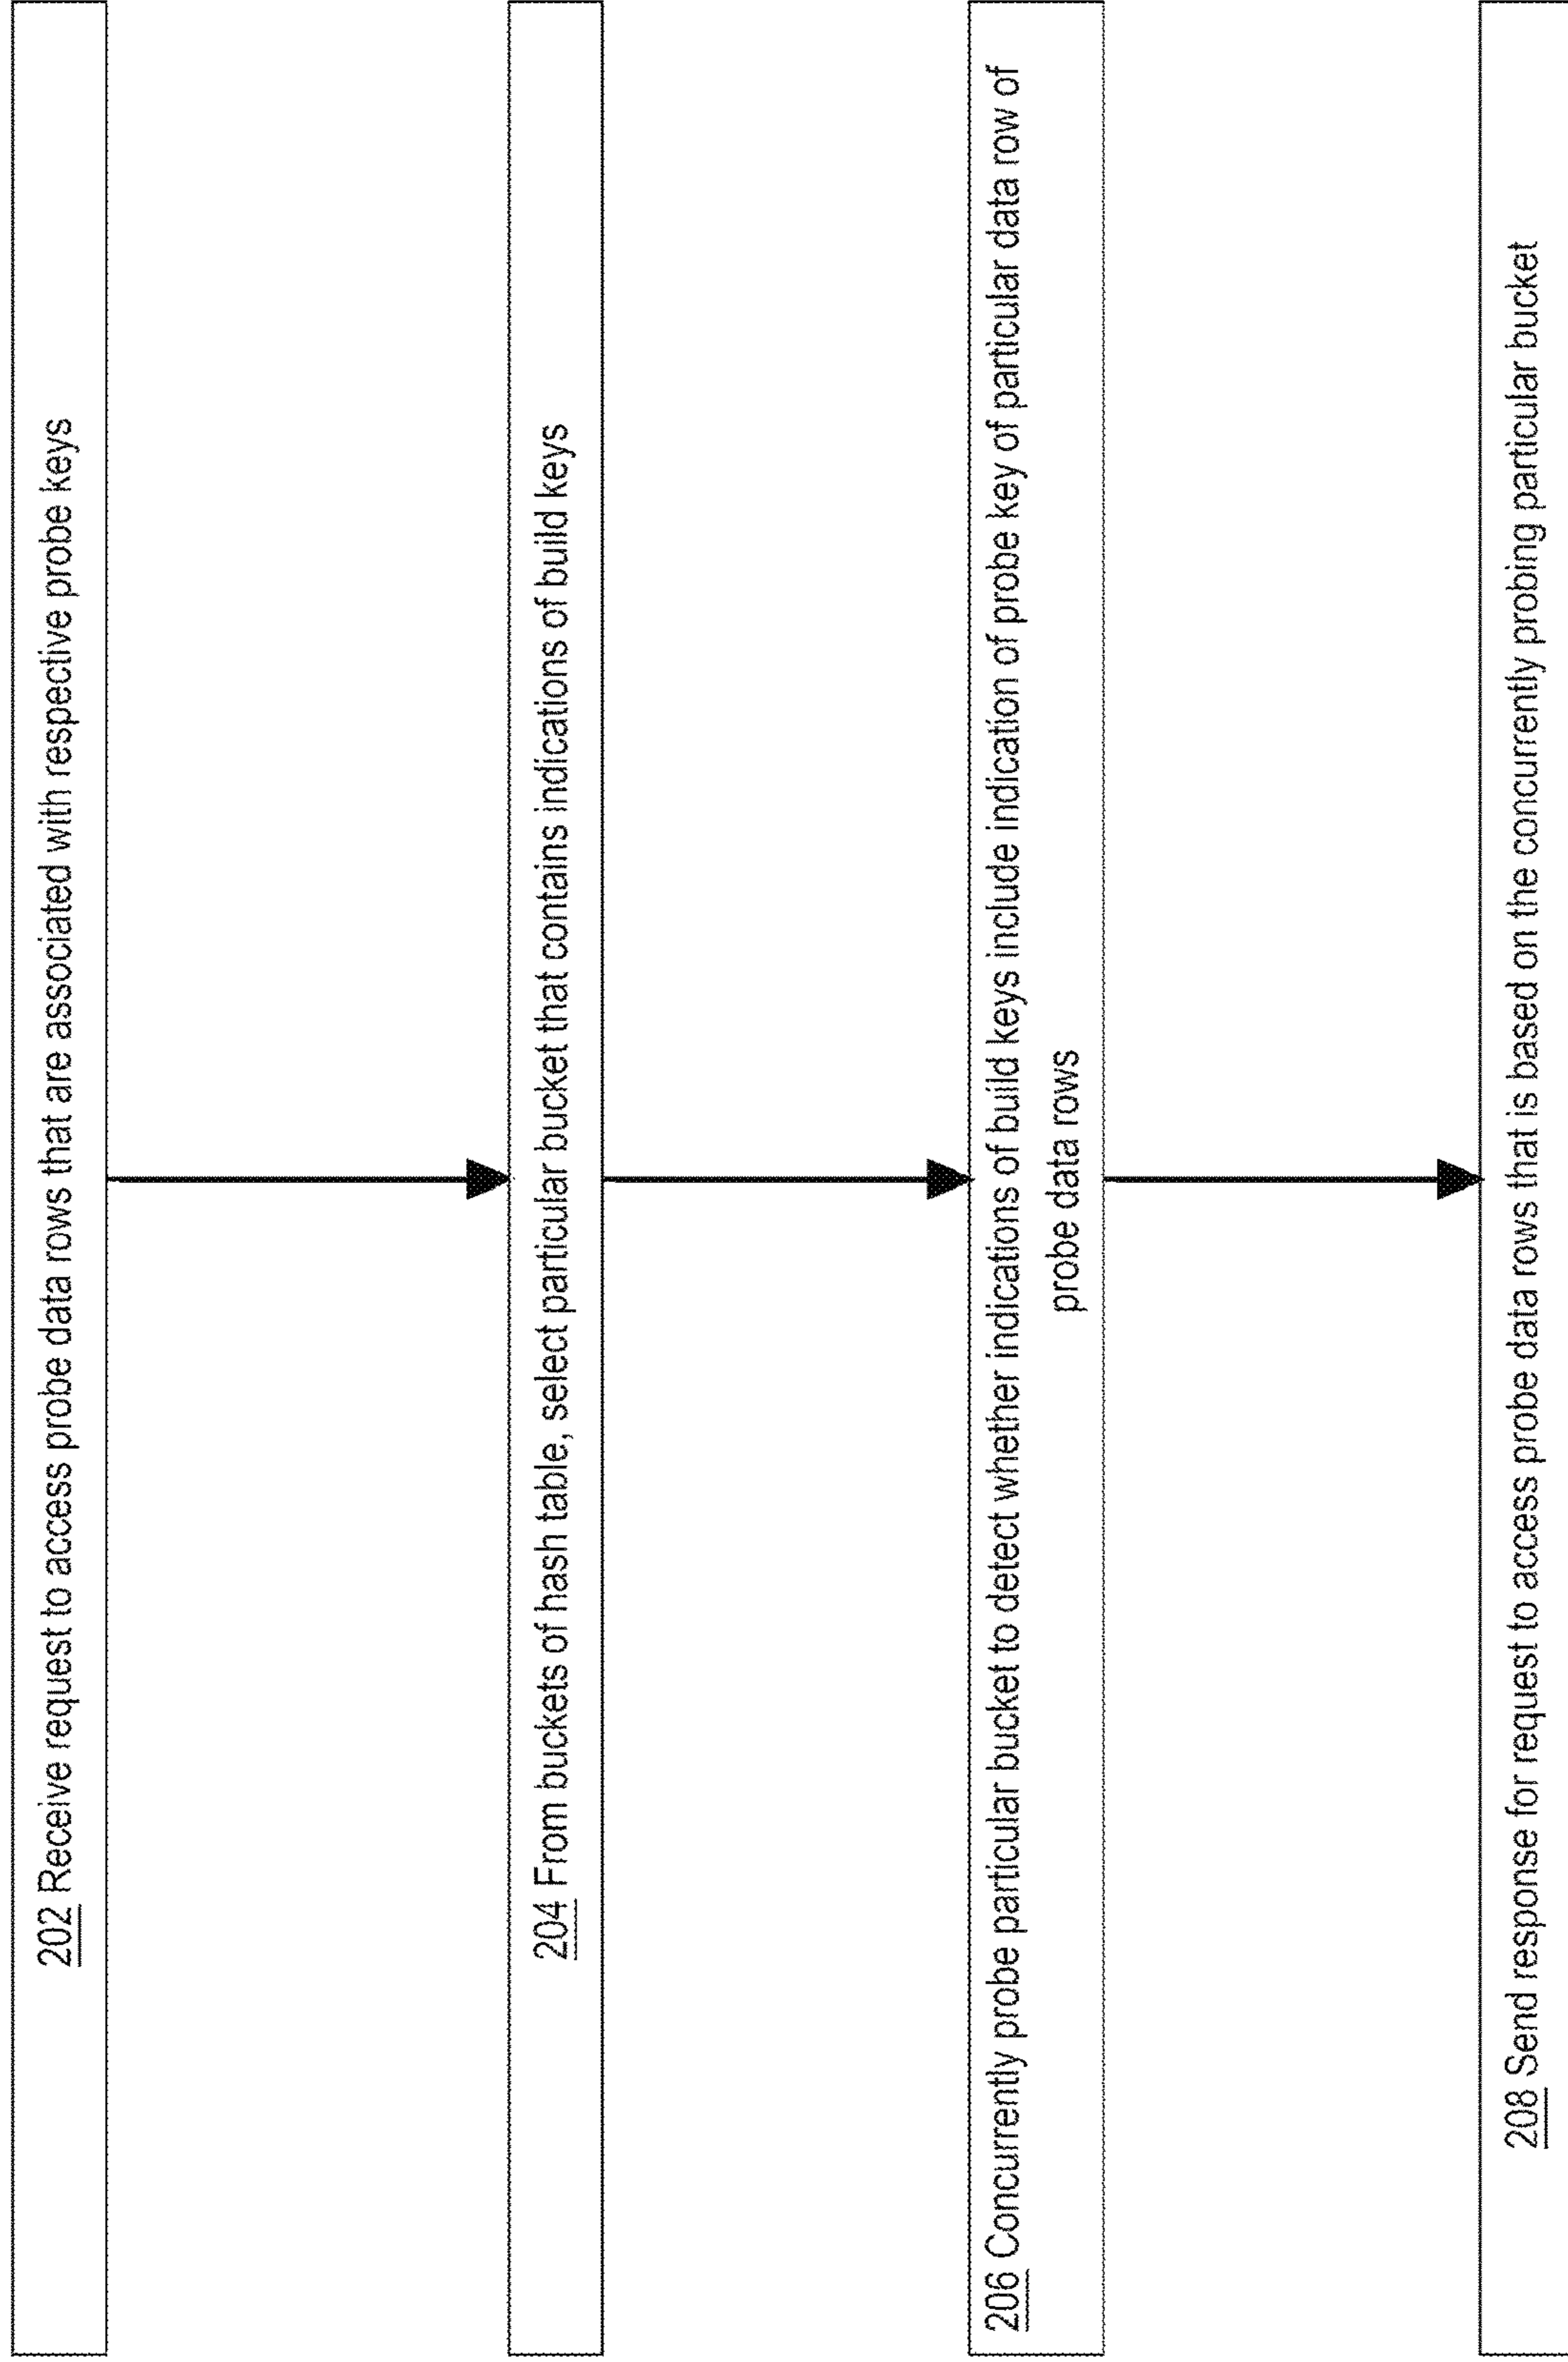 202 Receive request to access probe data rows that are associated with respective probe keys
204 From buckets of hash table, select particular bucket that contains indications of build keys
206 Concurrently probe particular bucket to detect whether indications of build keys include indication of probe key of particular data row of
probe data rows
208 Send response for request to access probe data rows that is based on the concurrently probing particular bucket